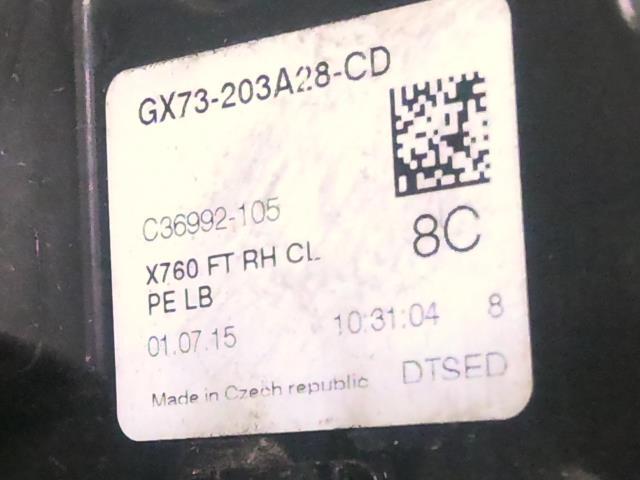 GX73-203A28-CD
C36992-105
8C
X760 FT RH CL
PE LB
01.07.15 10:31:04 8
Made in Czech republic DTSED